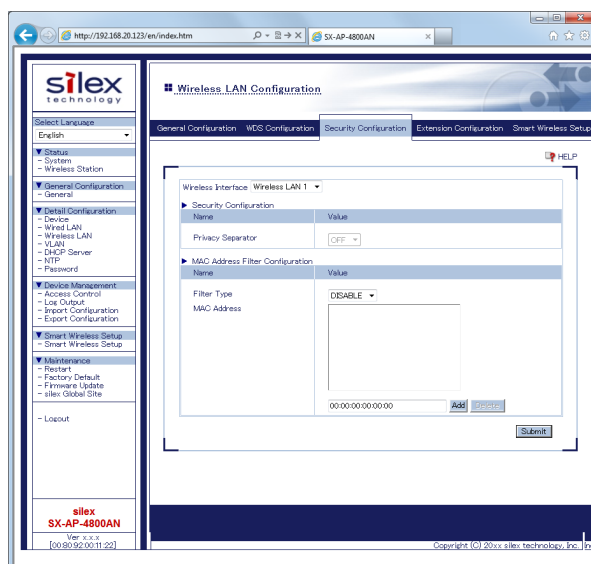 http://192.168.20.123/en/index.htm
SX-AP-4800AN
silex
technology
Select Language
English
▼ Status
- System
- Wireless Station
▼ General Configuration
- General
▼ Detail Configuration
- Device
- Wired LAN
- Wireless LAN
- VLAN
- DHCP Server
- NTP
- Password
▼ Device Management
- Access Control
- Log Output
- Import Configuration
- Export Configuration
▼ Smart Wireless Setup
- Smart Wireless Setup
▼ Maintenance
- Restart
- Factory Default
- Firmware Update
- silex Global Site
- Logout
silex
SX-AP-4800AN
Ver x.x.x
[00:80:92:00:11:22]
Wireless LAN Configuration
General Configuration WDS Configuration Security Configuration Extension Configuration Smart Wireless Setup
HELP
Wireless Interface Wireless LAN 1
▶ Security Configuration
Name Value
Privacy Separator OFF
▶ MAC Address Filter Configuration
Name Value
Filter Type DISABLE
MAC Address
00:00:00:00:00:00 Add Delete
Submit
Copyright (C) 20xx silex technology, Inc.